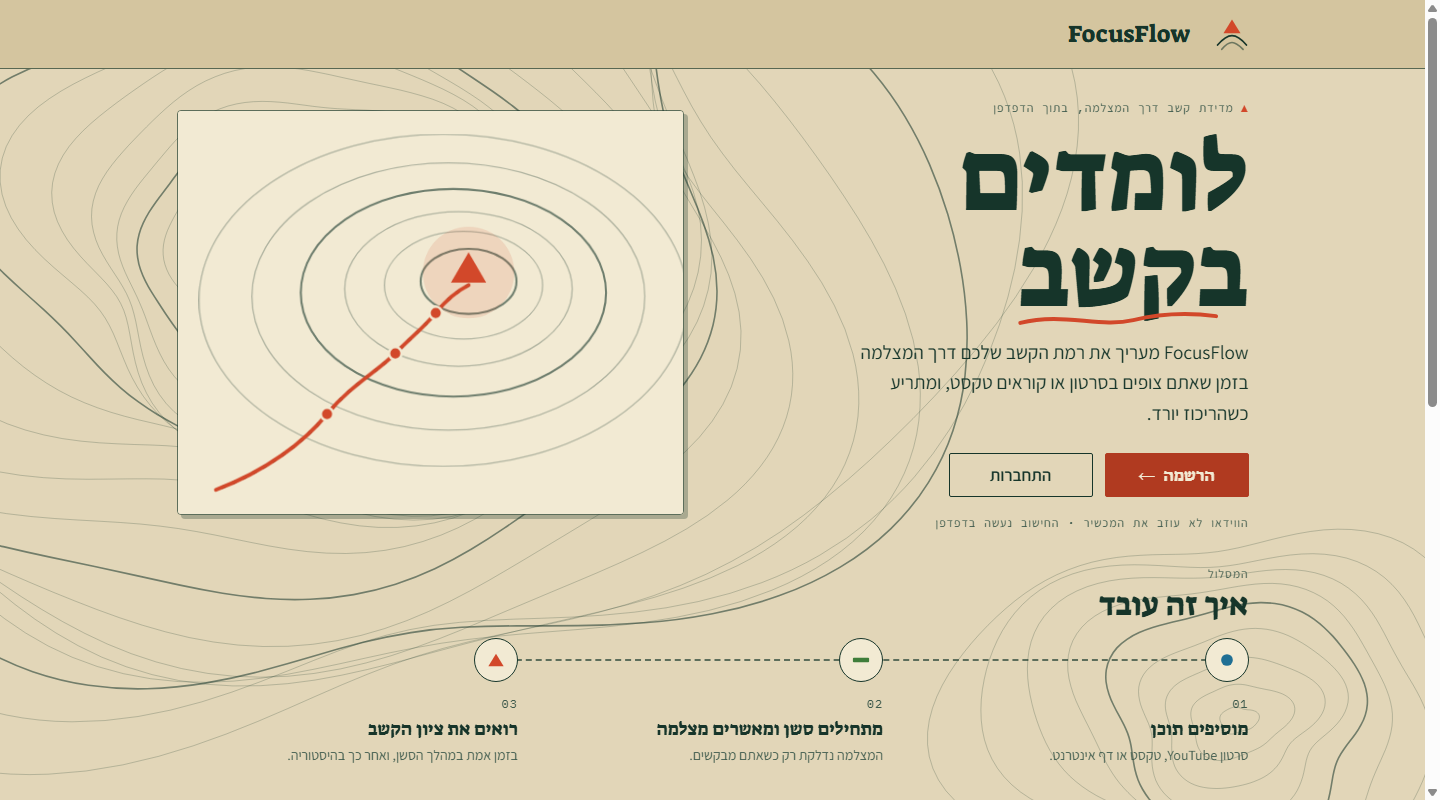 FocusFlow
▲ מדידת קשב דרך המצלמה, בתוך הדפדפן
לומדים
בקשב
FocusFlow מעריך את רמת הקשב שלכם דרך המצלמה
בזמן שאתם צופים בסרטון או קוראים טקסט, ומתריע
כשהריכוז יורד.
הרשמה ←
התחברות
הווידאו לא עוזב את המכשיר · החישוב נעשה בדפדפן
המסלול
איך זה עובד
01
מוסיפים תוכן
סרטון YouTube, טקסט או דף אינטרנט.
02
מתחילים סשן ומאשרים מצלמה
המצלמה נדלקת רק כשאתם מבקשים.
03
רואים את ציון הקשב
בזמן אמת במהלך הסשן, ואחר כך בהיסטוריה.